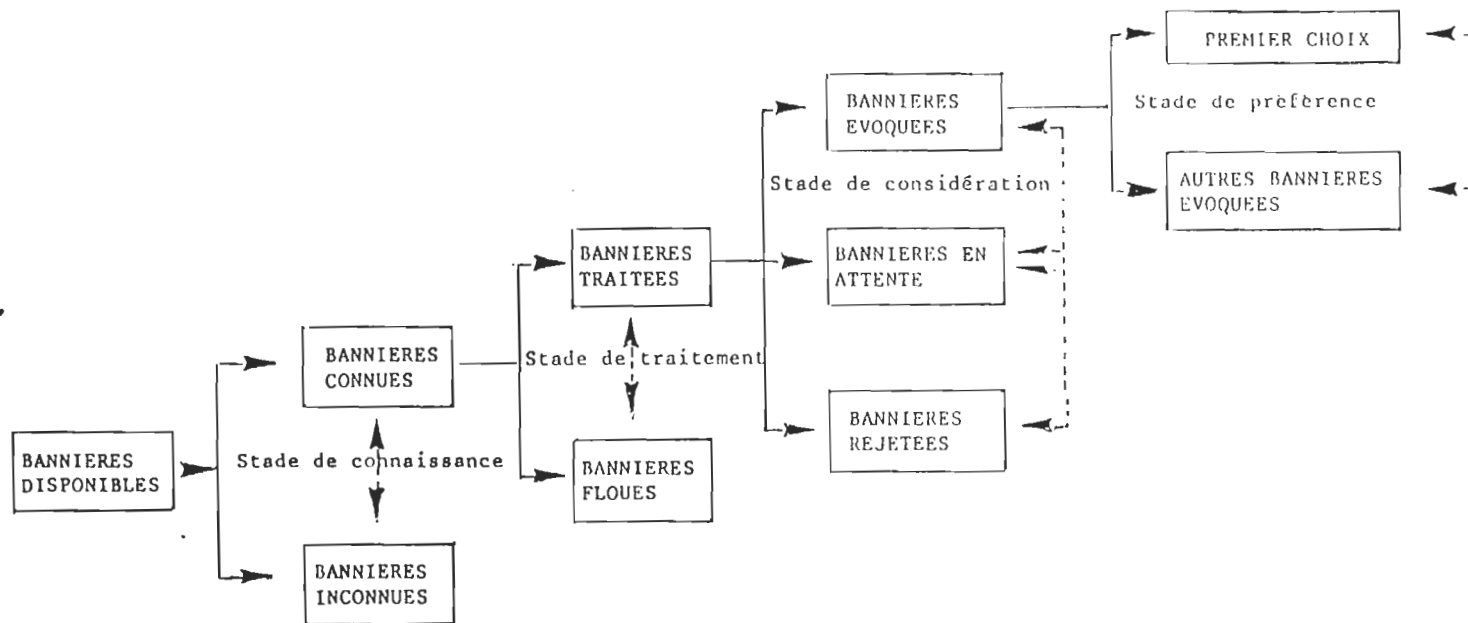 PREMIER CHOIX
Stade de préférence
BANNIERES
EVOQUEES
AUTRES BANNIERES
EVOQUEES
Stade de considération
BANNIERES
TRAITEES
BANNIERES EN
ATTENTE
BANNIERES
CONNUES
Stade de traitement
BANNIERES
REJETEES
BANNIERES
DISPONIBLES
Stade de connaissance
BANNIERES
FLOUES
BANNIERES
INCONNUES